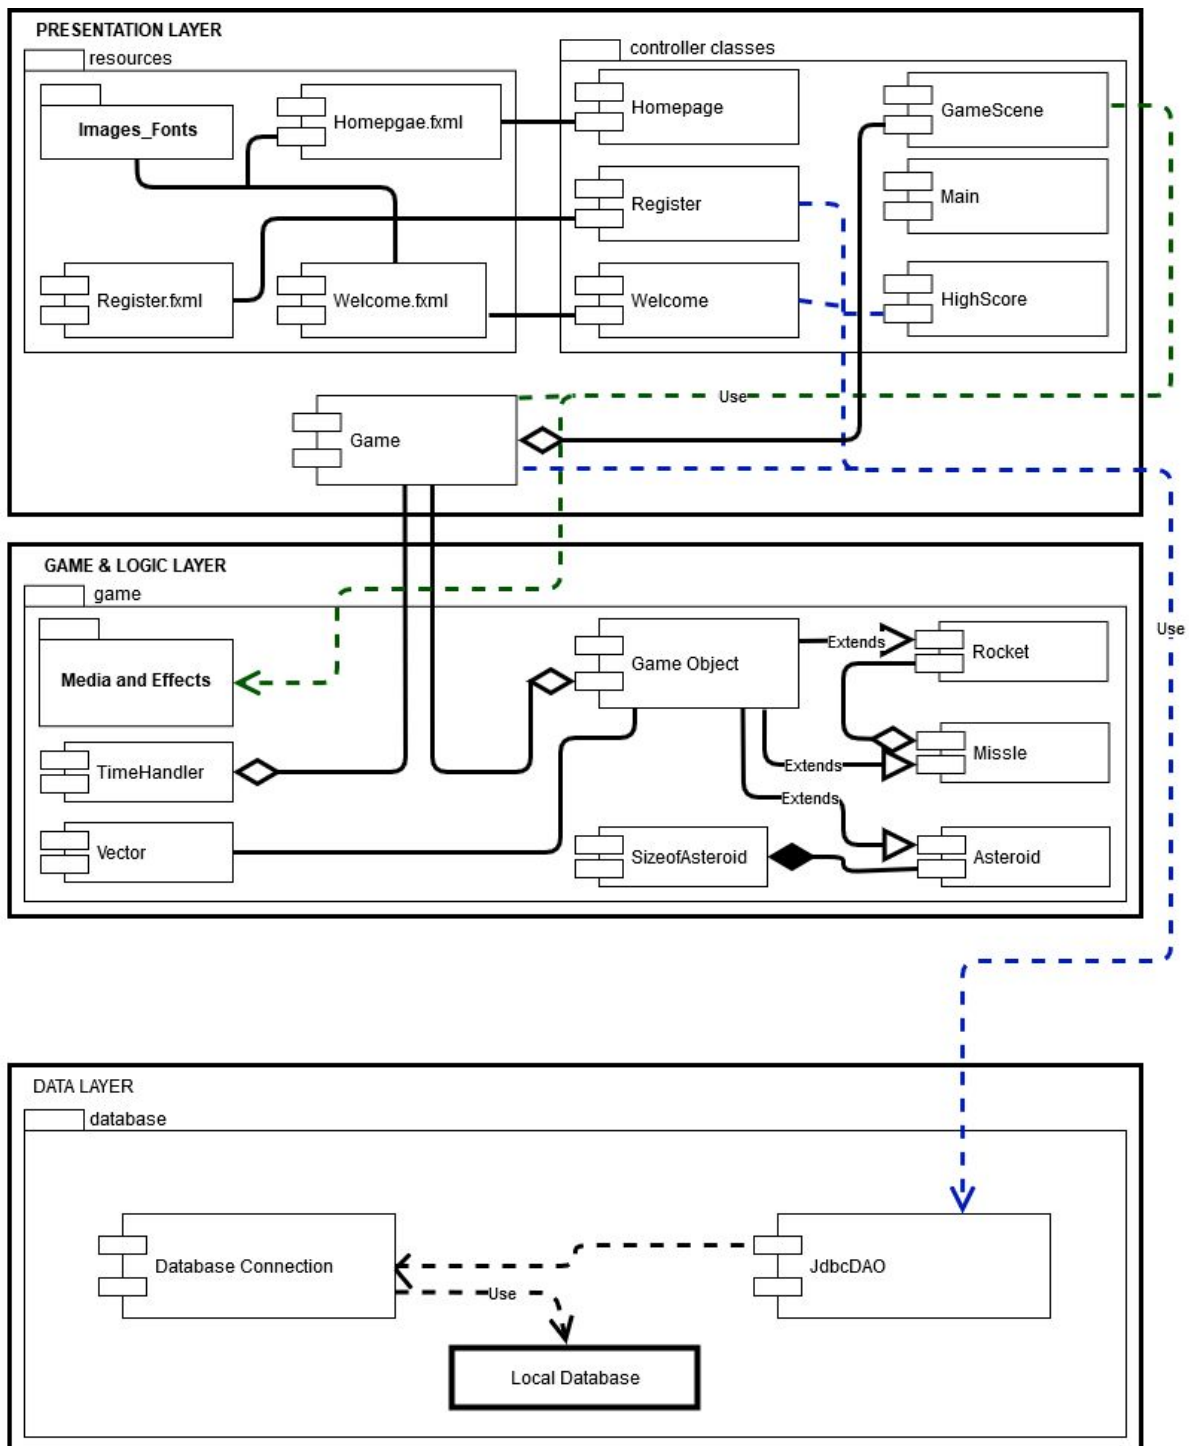 PRESENTATION LAYER
resources
controller classes
Images_Fonts
Homepgae.fxml
Homepage
GameScene
Register
Main
Register.fxml
Welcome.fxml
Welcome
HighScore
Use
Game
GAME & LOGIC LAYER
game
Use
Media and Effects
Game Object
Extends
Rocket
TimeHandler
Extends
Missle
Extends
Vector
SizeofAsteroid
Asteroid
DATA LAYER
database
Database Connection
JdbcDAO
Use
Local Database